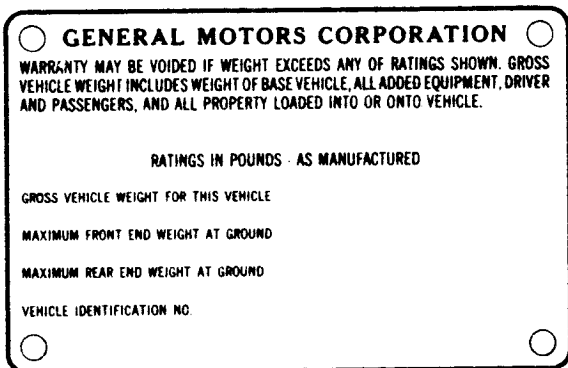 GENERAL MOTORS CORPORATION
WARRANTY MAY BE VOIDED IF WEIGHT EXCEEDS ANY OF RATINGS SHOWN. GROSS
VEHICLE WEIGHT INCLUDES WEIGHT OF BASE VEHICLE, ALL ADDED EQUIPMENT, DRIVER
AND PASSENGERS, AND ALL PROPERTY LOADED INTO OR ONTO VEHICLE.
RATINGS IN POUNDS - AS MANUFACTURED
GROSS VEHICLE WEIGHT FOR THIS VEHICLE
MAXIMUM FRONT END WEIGHT AT GROUND
MAXIMUM REAR END WEIGHT AT GROUND
VEHICLE IDENTIFICATION NO.